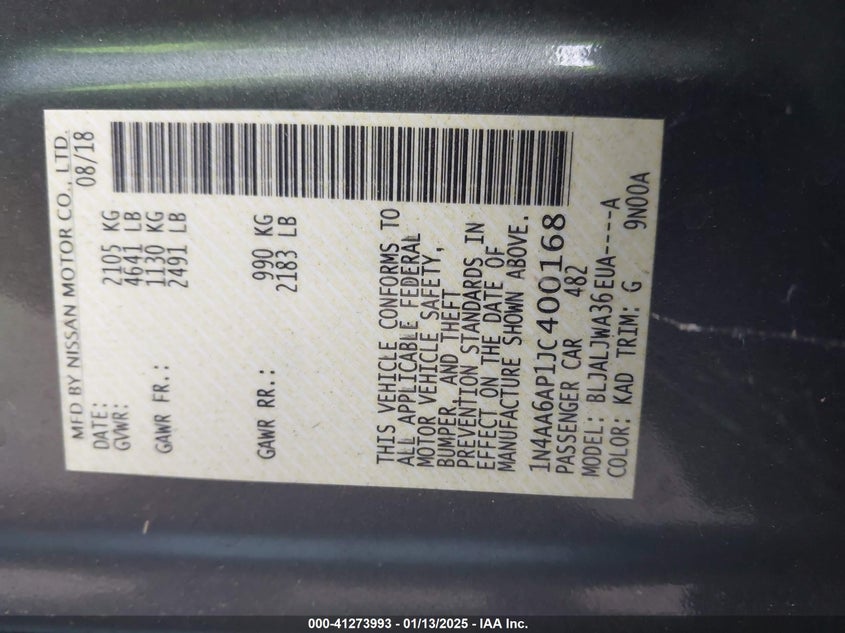 MFD BY NISSAN MOTOR CO., LTD.
DATE: 08/18
GVWR: 2105 KG
4641 LB
GAWR FR.: 1130 KG
2491 LB
GAWR RR.: 990 KG
2183 LB
THIS VEHICLE CONFORMS TO
ALL APPLICABLE FEDERAL
MOTOR VEHICLE SAFETY,
BUMPER, AND THEFT
PREVENTION STANDARDS IN
EFFECT ON THE DATE OF
MANUFACTURE SHOWN ABOVE.
1N4AA6AP1JC400168
PASSENGER CAR 482
MODEL: BLJALJWA36EUA----A
COLOR: KAD TRIM: G 9N00A
000-41273993 — 01/13/2025 — IAA Inc.